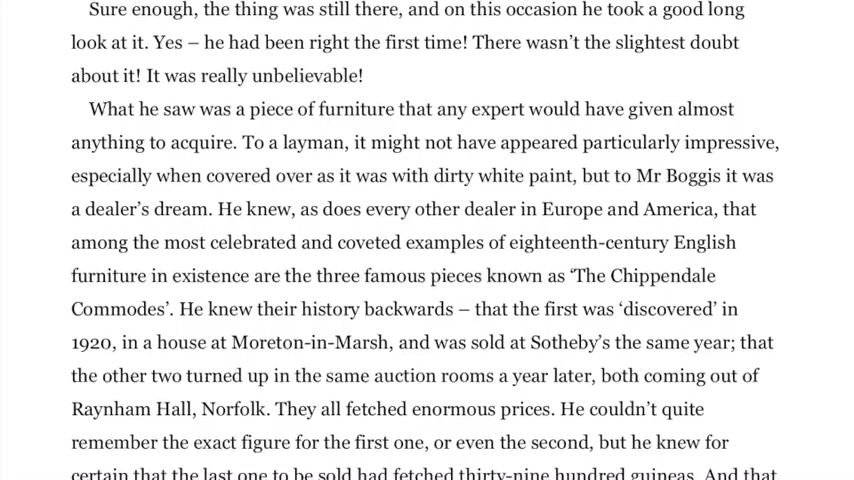 Sure enough, the thing was still there, and on this occasion he took a good long
look at it. Yes – he had been right the first time! There wasn’t the slightest doubt
about it! It was really unbelievable!
What he saw was a piece of furniture that any expert would have given almost
anything to acquire. To a layman, it might not have appeared particularly impressive,
especially when covered over as it was with dirty white paint, but to Mr Boggis it was
a dealer’s dream. He knew, as does every other dealer in Europe and America, that
among the most celebrated and coveted examples of eighteenth-century English
furniture in existence are the three famous pieces known as ‘The Chippendale
Commodes’. He knew their history backwards – that the first was ‘discovered’ in
1920, in a house at Moreton-in-Marsh, and was sold at Sotheby’s the same year; that
the other two turned up in the same auction rooms a year later, both coming out of
Raynham Hall, Norfolk. They all fetched enormous prices. He couldn’t quite
remember the exact figure for the first one, or even the second, but he knew for
certain that the last one to be sold had fetched thirty-nine hundred guineas. And that